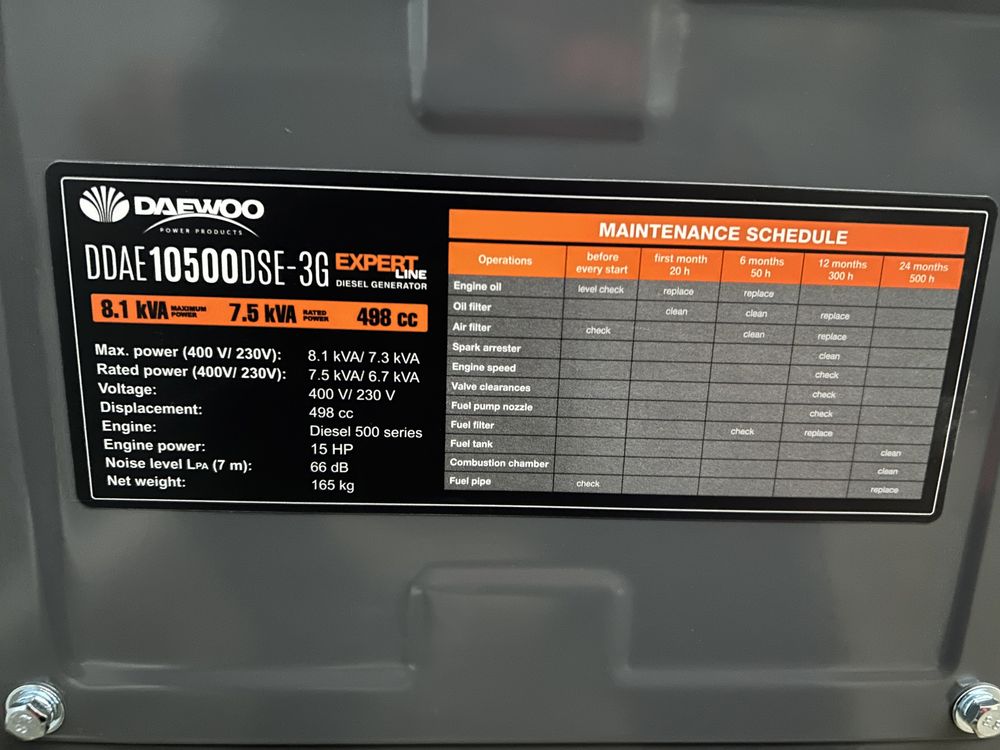 DAEWOO
POWER PRODUCTS
DDAE10500DSE-3G EXPERT LINE
DIESEL GENERATOR
8.1 kVA MAXIMUM POWER 7.5 kVA RATED POWER 498 cc
Max. power (400 V/ 230V): 8.1 kVA/ 7.3 kVA
Rated power (400V/ 230V): 7.5 kVA/ 6.7 kVA
Voltage: 400 V/ 230 V
Displacement: 498 cc
Engine: Diesel 500 series
Engine power: 15 HP
Noise level LPA (7 m): 66 dB
Net weight: 165 kg
MAINTENANCE SCHEDULE
Operations before every start first month 20 h 6 months 50 h 12 months 300 h 24 months 500 h
Engine oil level check replace replace
Oil filter clean clean replace
Air filter check clean replace
Spark arrester clean
Engine speed check
Valve clearances check
Fuel pump nozzle check
Fuel filter check replace
Fuel tank clean
Combustion chamber clean
Fuel pipe check replace